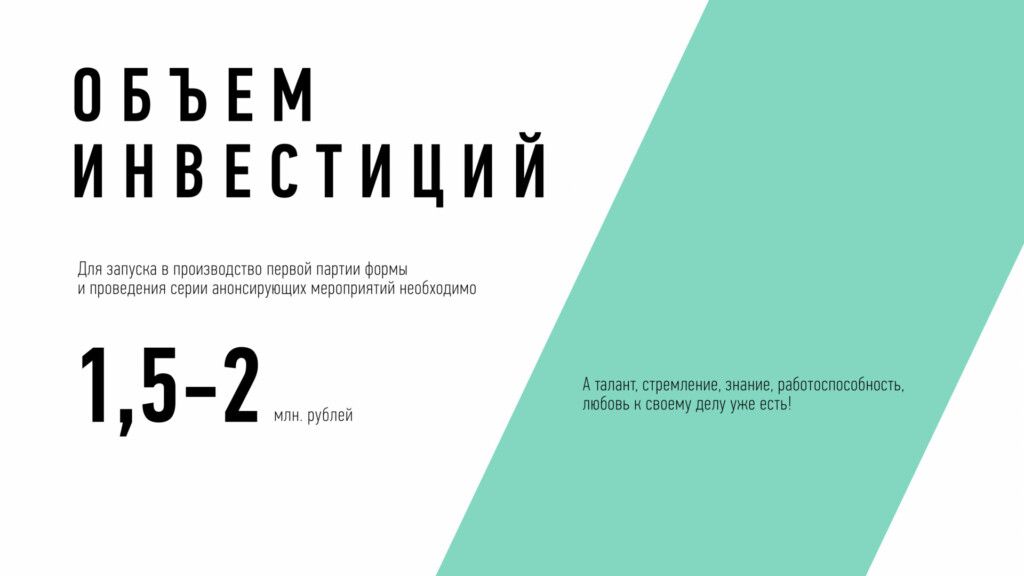 ОБЪЕМ
ИНВЕСТИЦИЙ
Для запуска в производство первой партии формы
и проведения серии анонсирующих мероприятий необходимо
1,5-2 млн. рублей
А талант, стремление, знание, работоспособность,
любовь к своему делу уже есть!